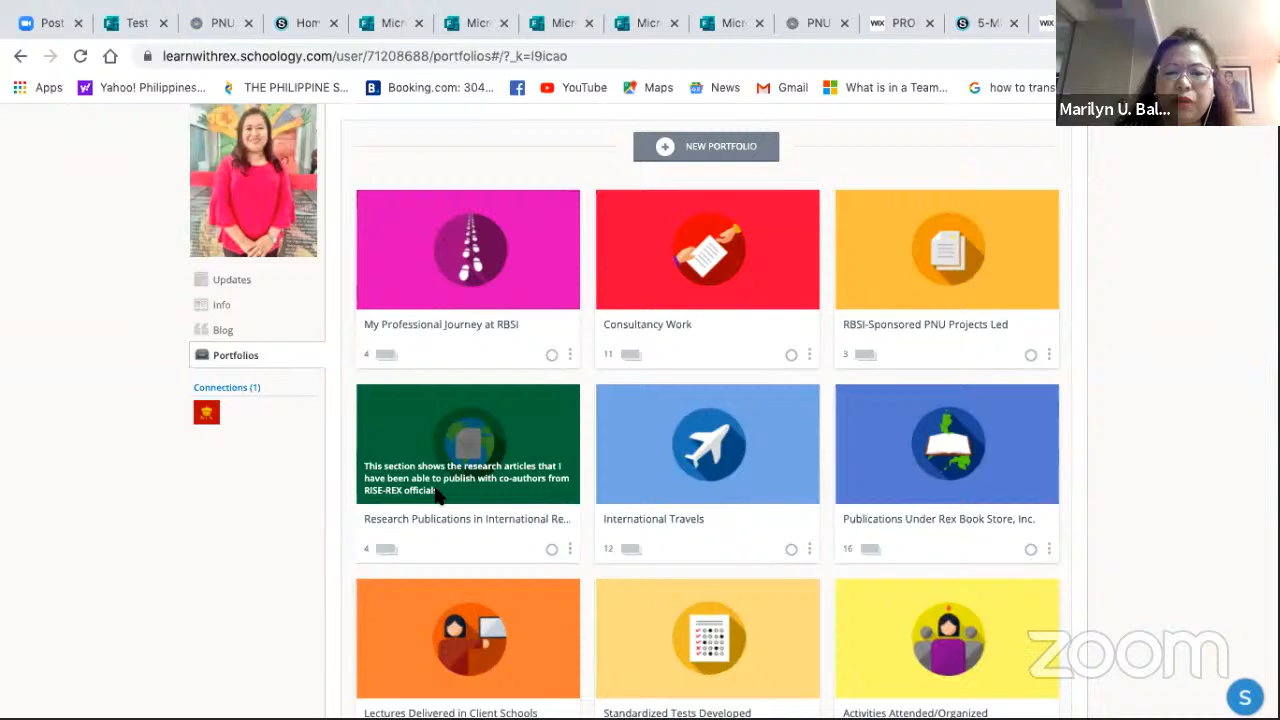 Post
Test
PNU
Hom
Micr
Micr
Micr
Micr
Micr
PNU
WIX
PRO
5-M
WIX
learnwithrex.schoology.com/user/71208688/portfolios#/?_k=l9icao
Apps
Yahoo Philippines...
THE PHILIPPINE S...
Booking.com: 304...
YouTube
Maps
News
Gmail
What is in a Team...
how to trans
Marilyn U. Bal...
NEW PORTFOLIO
Updates
Info
Blog
Portfolios
Connections (1)
My Professional Journey at RBSI
4
Consultancy Work
11
RBSI-Sponsored PNU Projects Led
3
This section shows the research articles that I
have been able to publish with co-authors from
RISE-REX officials
Research Publications in International Re...
4
International Travels
12
Publications Under Rex Book Store, Inc.
16
Lectures Delivered in Client Schools
Standardized Tests Developed
Activities Attended/Organized
zoom
S